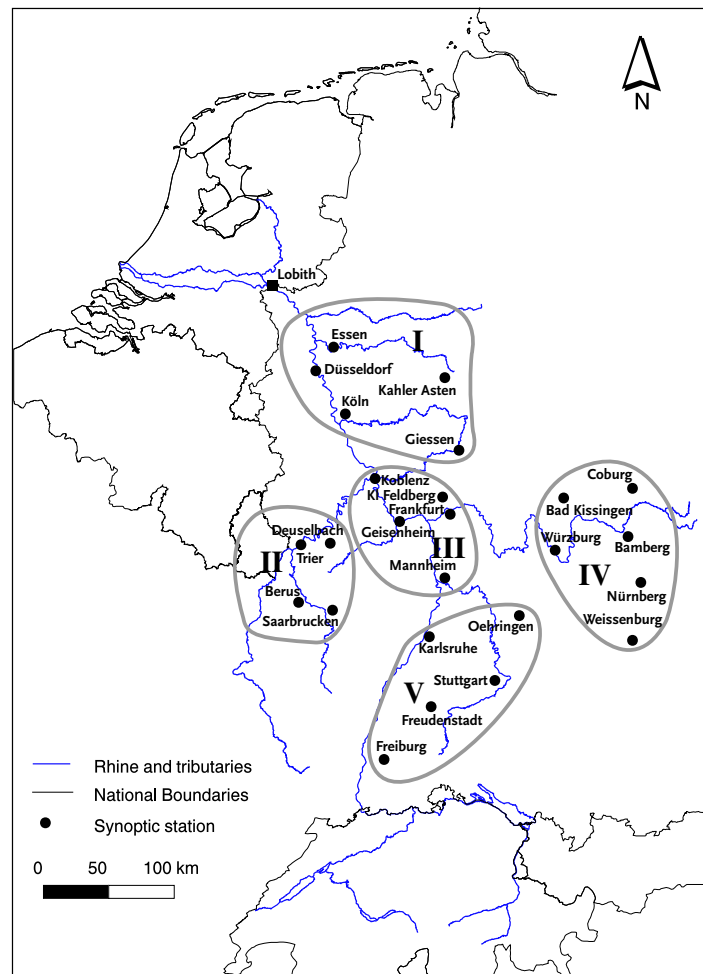 N
Lobith
Essen
I
Düsseldorf
Kahler Asten
Köln
Giessen
Koblenz
Kl Feldberg
Frankfurt
Geisenheim
III
Mannheim
Coburg
Bad Kissingen
Würzburg
Bamberg
IV
Nürnberg
Weissenburg
Deuselbach
II
Trier
Berus
Saarbrucken
Oehringen
Karlsruhe
Stuttgart
V
Freudenstadt
Freiburg
Rhine and tributaries
National Boundaries
Synoptic station
0 50 100 km